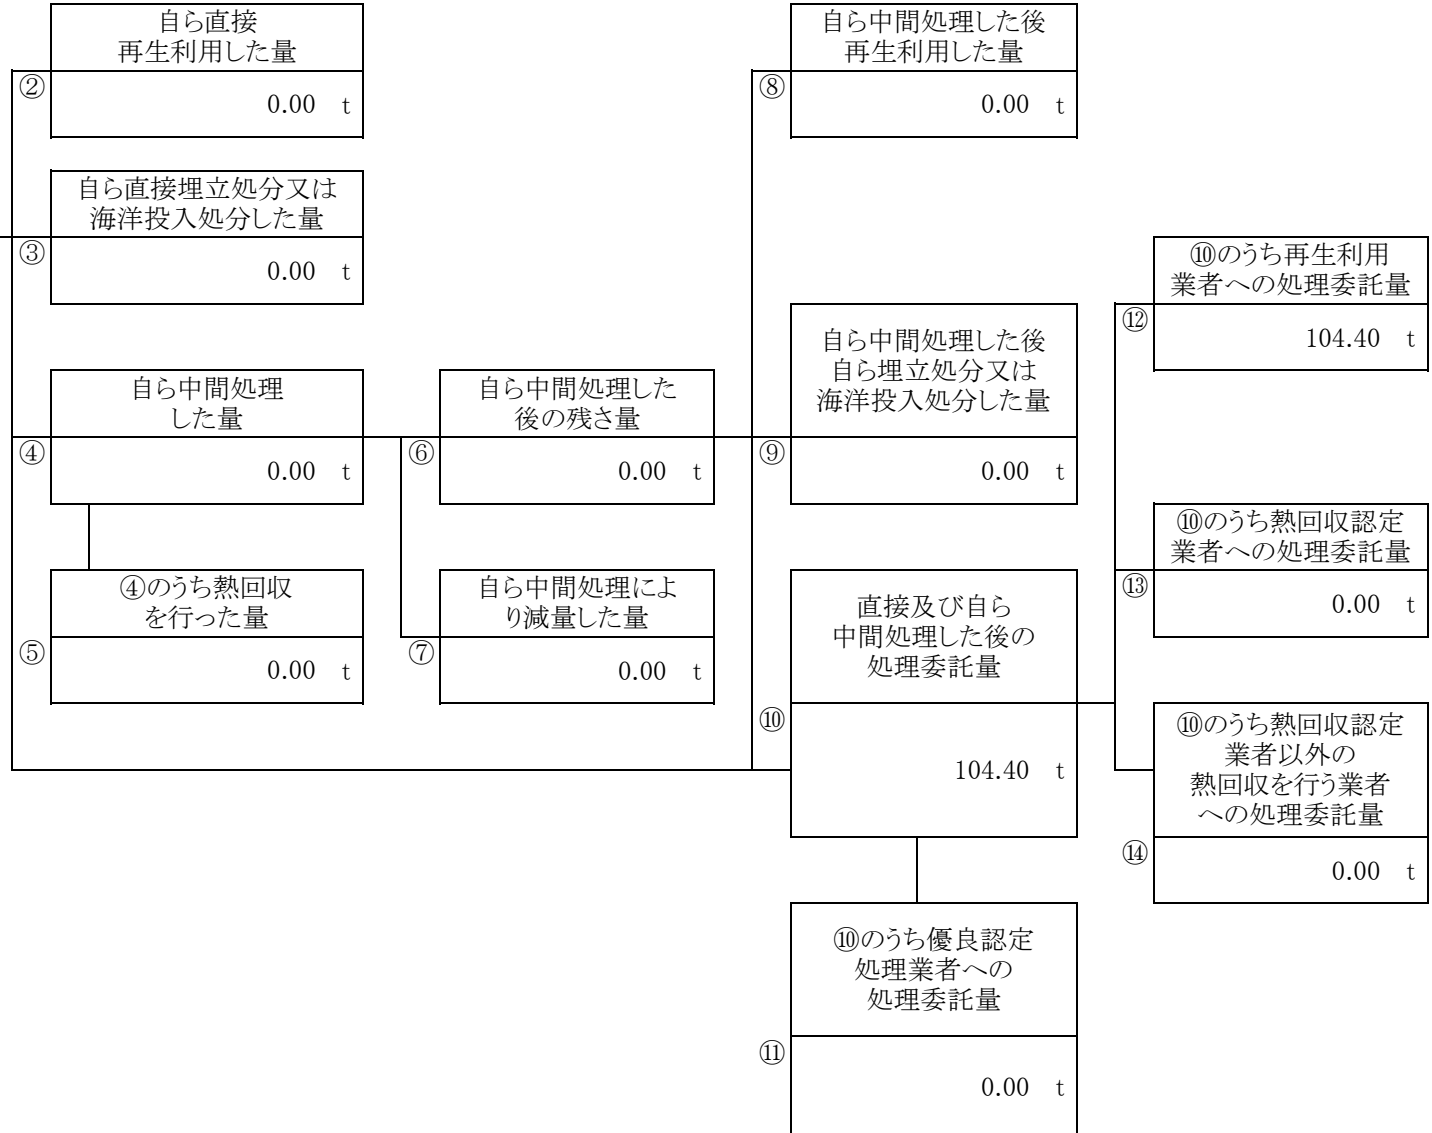 自ら直接
再生利用した量
②
0.00 t
自ら直接埋立処分又は
海洋投入処分した量
③
0.00 t
自ら中間処理
した量
④
0.00 t
④のうち熱回収
を行った量
⑤
0.00 t
自ら中間処理した
後の残さ量
⑥
0.00 t
自ら中間処理によ
り減量した量
⑦
0.00 t
自ら中間処理した後
再生利用した量
⑧
0.00 t
自ら中間処理した後
自ら埋立処分又は
海洋投入処分した量
⑨
0.00 t
直接及び自ら
中間処理した後の
処理委託量
⑩
104.40 t
⑩のうち優良認定
処理業者への
処理委託量
⑪
0.00 t
⑩のうち再生利用
業者への処理委託量
⑫
104.40 t
⑩のうち熱回収認定
業者への処理委託量
⑬
0.00 t
⑩のうち熱回収認定
業者以外の
熱回収を行う業者
への処理委託量
⑭
0.00 t